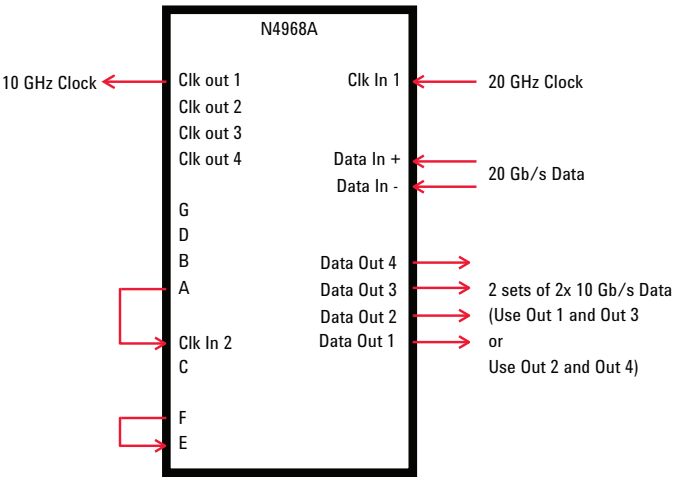 N4968A
10 GHz Clock
Clk out 1
Clk In 1
20 GHz Clock
Clk out 2
Clk out 3
Clk out 4
Data In +
Data In -
20 Gb/s Data
G
D
B
A
Data Out 4
Data Out 3
Data Out 2
Data Out 1
2 sets of 2x 10 Gb/s Data
(Use Out 1 and Out 3
or
Use Out 2 and Out 4)
Clk In 2
C
F
E